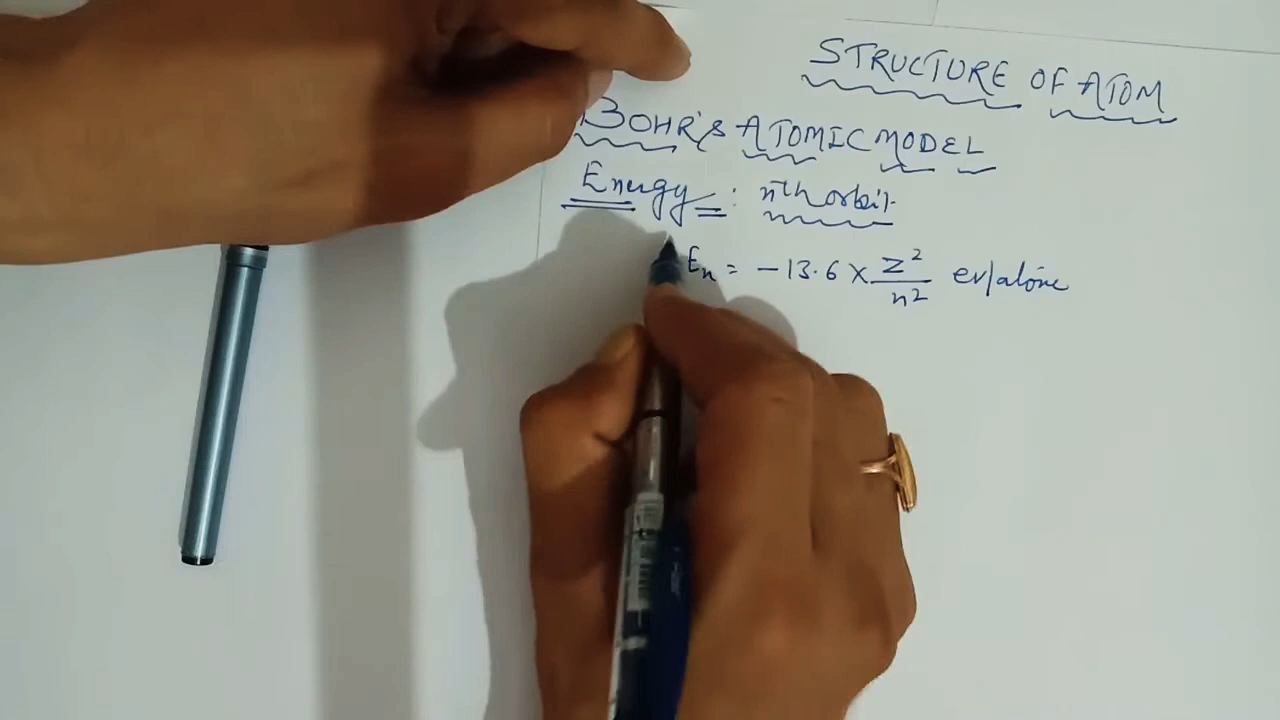 STRUCTURE OF ATOM
BOHR'S ATOMIC MODEL
Energy : nth orbit
En = -13.6 × Z²/n² ev/atom